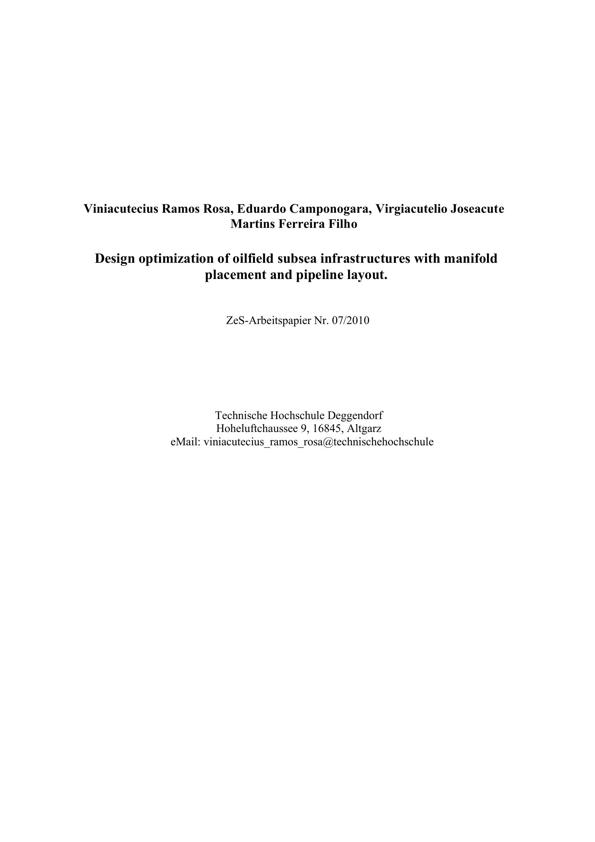 Viniacutecius Ramos Rosa, Eduardo Camponogara, Virgiacutelio Joseacute
Martins Ferreira Filho
Design optimization of oilfield subsea infrastructures with manifold
placement and pipeline layout.
ZeS-Arbeitspapier Nr. 07/2010
Technische Hochschule Deggendorf
Hoheluftchaussee 9, 16845, Altgarz
eMail: viniacutecius_ramos_rosa@technischehochschule